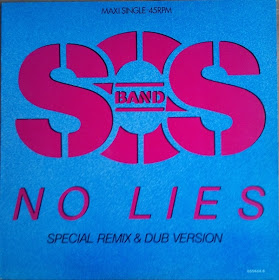 MAXI SINGLE·45RPM
SOS
BAND
NO LIES
SPECIAL REMIX & DUB VERSION